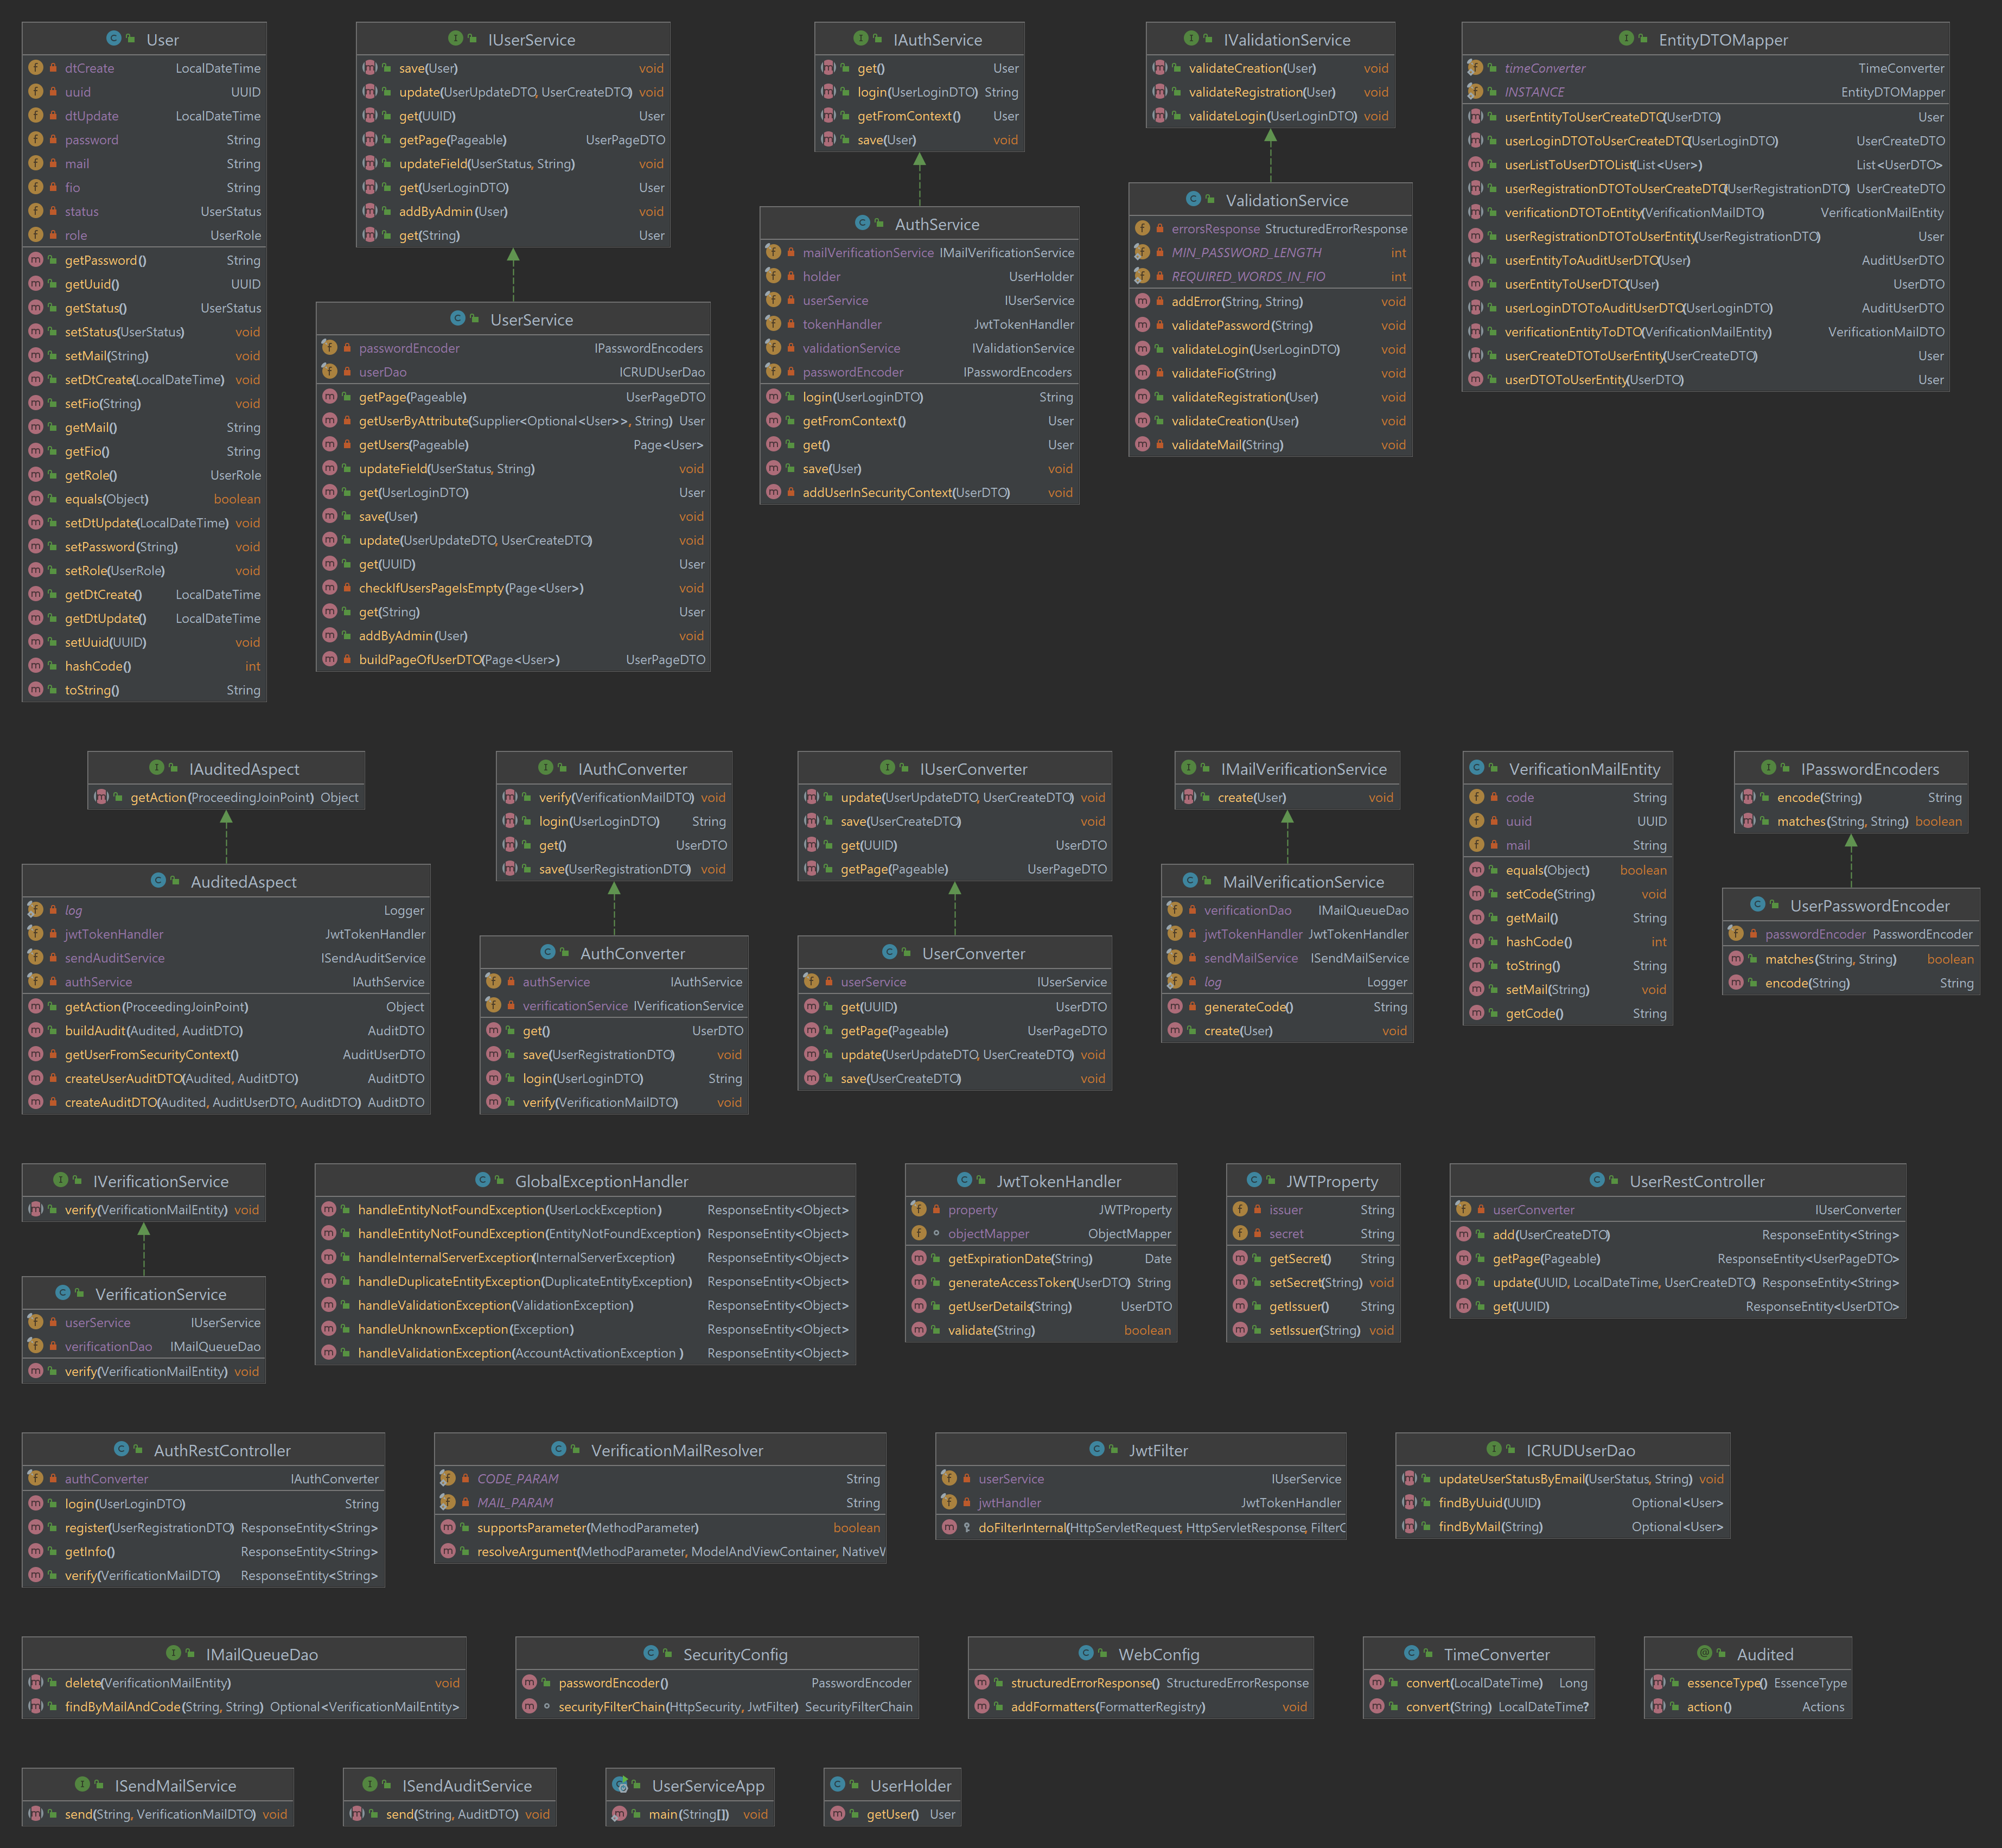 User
dtCreate LocalDateTime
uuid UUID
dtUpdate LocalDateTime
password String
mail String
fio String
status UserStatus
role UserRole
getPassword() String
getUuid() UUID
getStatus() UserStatus
setStatus(UserStatus) void
setMail(String) void
setDtCreate(LocalDateTime) void
setFio(String) void
getMail() String
getFio() String
getRole() UserRole
equals(Object) boolean
setDtUpdate(LocalDateTime) void
setPassword(String) void
setRole(UserRole) void
getDtCreate() LocalDateTime
getDtUpdate() LocalDateTime
setUuid(UUID) void
hashCode() int
toString() String
IUserService
save(User) void
update(UserUpdateDTO, UserCreateDTO) void
get(UUID) User
getPage(Pageable) UserPageDTO
updateField(UserStatus, String) void
get(UserLoginDTO) User
addByAdmin(User) void
get(String) User
UserService
passwordEncoder IPasswordEncoders
userDao ICRUDUserDao
getPage(Pageable) UserPageDTO
getUserByAttribute(Supplier<Optional<User>>, String) User
getUsers(Pageable) Page<User>
updateField(UserStatus, String) void
get(UserLoginDTO) User
save(User) void
update(UserUpdateDTO, UserCreateDTO) void
get(UUID) User
checkIfUsersPageIsEmpty(Page<User>) void
get(String) User
addByAdmin(User) void
buildPageOfUserDTO(Page<User>) UserPageDTO
IAuthService
get() User
login(UserLoginDTO) String
getFromContext() User
save(User) void
AuthService
mailVerificationService IMailVerificationService
holder UserHolder
userService IUserService
tokenHandler JwtTokenHandler
validationService IValidationService
passwordEncoder IPasswordEncoders
login(UserLoginDTO) String
getFromContext() User
get() User
save(User) void
addUserInSecurityContext(UserDTO) void
IValidationService
validateCreation(User) void
validateRegistration(User) void
validateLogin(UserLoginDTO) void
ValidationService
errorsResponse StructuredErrorResponse
MIN_PASSWORD_LENGTH int
REQUIRED_WORDS_IN_FIO int
addError(String, String) void
validatePassword(String) void
validateLogin(UserLoginDTO) void
validateFio(String) void
validateRegistration(User) void
validateCreation(User) void
validateMail(String) void
EntityDTOMapper
timeConverter TimeConverter
INSTANCE EntityDTOMapper
userEntityToUserCreateDTO(UserDTO) User
userLoginDTOToUserCreateDTO(UserLoginDTO) UserCreateDTO
userListToUserDTOList(List<User>) List<UserDTO>
userRegistrationDTOToUserCreateDTO(UserRegistrationDTO) UserCreateDTO
verificationDTOToEntity(VerificationMailDTO) VerificationMailEntity
userRegistrationDTOToUserEntity(UserRegistrationDTO) User
userEntityToAuditUserDTO(User) AuditUserDTO
userEntityToUserDTO(User) UserDTO
userLoginDTOToAuditUserDTO(UserLoginDTO) AuditUserDTO
verificationEntityToDTO(VerificationMailEntity) VerificationMailDTO
userCreateDTOToUserEntity(UserCreateDTO) User
userDTOToUserEntity(UserDTO) User
IAuditedAspect
getAction(ProceedingJoinPoint) Object
AuditedAspect
log Logger
jwtTokenHandler JwtTokenHandler
sendAuditService ISendAuditService
authService IAuthService
getAction(ProceedingJoinPoint) Object
buildAudit(Audited, AuditDTO) AuditDTO
getUserFromSecurityContext() AuditUserDTO
createUserAuditDTO(Audited, AuditDTO) AuditDTO
createAuditDTO(Audited, AuditUserDTO, AuditDTO) AuditDTO
IAuthConverter
verify(VerificationMailDTO) void
login(UserLoginDTO) String
get() UserDTO
save(UserRegistrationDTO) void
AuthConverter
authService IAuthService
verificationService IVerificationService
get() UserDTO
save(UserRegistrationDTO) void
login(UserLoginDTO) String
verify(VerificationMailDTO) void
IUserConverter
update(UserUpdateDTO, UserCreateDTO) void
save(UserCreateDTO) void
get(UUID) UserDTO
getPage(Pageable) UserPageDTO
UserConverter
userService IUserService
get(UUID) UserDTO
getPage(Pageable) UserPageDTO
update(UserUpdateDTO, UserCreateDTO) void
save(UserCreateDTO) void
IMailVerificationService
create(User) void
MailVerificationService
verificationDao IMailQueueDao
jwtTokenHandler JwtTokenHandler
sendMailService ISendMailService
log Logger
generateCode() String
create(User) void
VerificationMailEntity
code String
uuid UUID
mail String
equals(Object) boolean
setCode(String) void
getMail() String
hashCode() int
toString() String
setMail(String) void
getCode() String
IPasswordEncoders
encode(String) String
matches(String, String) boolean
UserPasswordEncoder
passwordEncoder PasswordEncoder
matches(String, String) boolean
encode(String) String
IVerificationService
verify(VerificationMailEntity) void
VerificationService
userService IUserService
verificationDao IMailQueueDao
verify(VerificationMailEntity) void
GlobalExceptionHandler
handleEntityNotFoundException(UserLockException) ResponseEntity<Object>
handleEntityNotFoundException(EntityNotFoundException) ResponseEntity<Object>
handleInternalServerException(InternalServerException) ResponseEntity<Object>
handleDuplicateEntityException(DuplicateEntityException) ResponseEntity<Object>
handleValidationException(ValidationException) ResponseEntity<Object>
handleUnknownException(Exception) ResponseEntity<Object>
handleValidationException(AccountActivationException ) ResponseEntity<Object>
JwtTokenHandler
property JWTProperty
objectMapper ObjectMapper
getExpirationDate(String) Date
generateAccessToken(UserDTO) String
getUserDetails(String) UserDTO
validate(String) boolean
JWTProperty
issuer String
secret String
getSecret() String
setSecret(String) void
getIssuer() String
setIssuer(String) void
UserRestController
userConverter IUserConverter
add(UserCreateDTO) ResponseEntity<String>
getPage(Pageable) ResponseEntity<UserPageDTO>
update(UUID, LocalDateTime, UserCreateDTO) ResponseEntity<String>
get(UUID) ResponseEntity<UserDTO>
AuthRestController
authConverter IAuthConverter
login(UserLoginDTO) String
register(UserRegistrationDTO) ResponseEntity<String>
getInfo() ResponseEntity<String>
verify(VerificationMailDTO) ResponseEntity<String>
VerificationMailResolver
CODE_PARAM String
MAIL_PARAM String
supportsParameter(MethodParameter) boolean
resolveArgument(MethodParameter, ModelAndViewContainer, NativeW
JwtFilter
userService IUserService
jwtHandler JwtTokenHandler
doFilterInternal(HttpServletRequest, HttpServletResponse, FilterC
ICRUDUserDao
updateUserStatusByEmail(UserStatus, String) void
findByUuid(UUID) Optional<User>
findByMail(String) Optional<User>
IMailQueueDao
delete(VerificationMailEntity) void
findByMailAndCode(String, String) Optional<VerificationMailEntity>
SecurityConfig
passwordEncoder() PasswordEncoder
securityFilterChain(HttpSecurity, JwtFilter) SecurityFilterChain
WebConfig
structuredErrorResponse() StructuredErrorResponse
addFormatters(FormatterRegistry) void
TimeConverter
convert(LocalDateTime) Long
convert(String) LocalDateTime?
Audited
essenceType() EssenceType
action() Actions
ISendMailService
send(String, VerificationMailDTO) void
ISendAuditService
send(String, AuditDTO) void
UserServiceApp
main(String[]) void
UserHolder
getUser() User